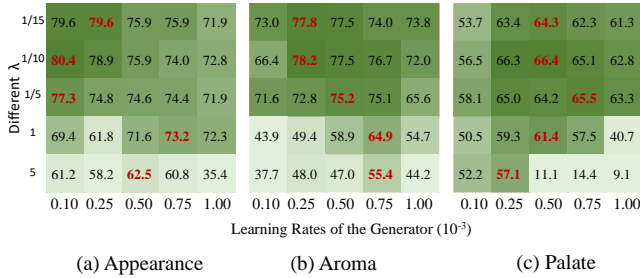 1/15 79.6 79.6 75.9 75.9 71.9 73.0 77.8 77.5 74.0 73.8 53.7 63.4 64.3 62.3 61.3
1/10 80.4 78.9 75.9 74.0 72.8 66.4 78.2 77.5 76.7 72.0 56.5 66.3 66.4 65.1 62.8
1/5 77.3 74.8 74.6 74.4 71.9 71.6 72.8 75.2 75.1 65.6 58.1 65.0 64.2 65.5 63.3
1 69.4 61.8 71.6 73.2 72.3 43.9 49.4 58.9 64.9 54.7 50.5 59.3 61.4 57.5 40.7
5 61.2 58.2 62.5 60.8 35.4 37.7 48.0 47.0 55.4 44.2 52.2 57.1 11.1 14.4 9.1
Different λ
0.10 0.25 0.50 0.75 1.00 0.10 0.25 0.50 0.75 1.00 0.10 0.25 0.50 0.75 1.00
Learning Rates of the Generator (10⁻³)
(a) Appearance (b) Aroma (c) Palate